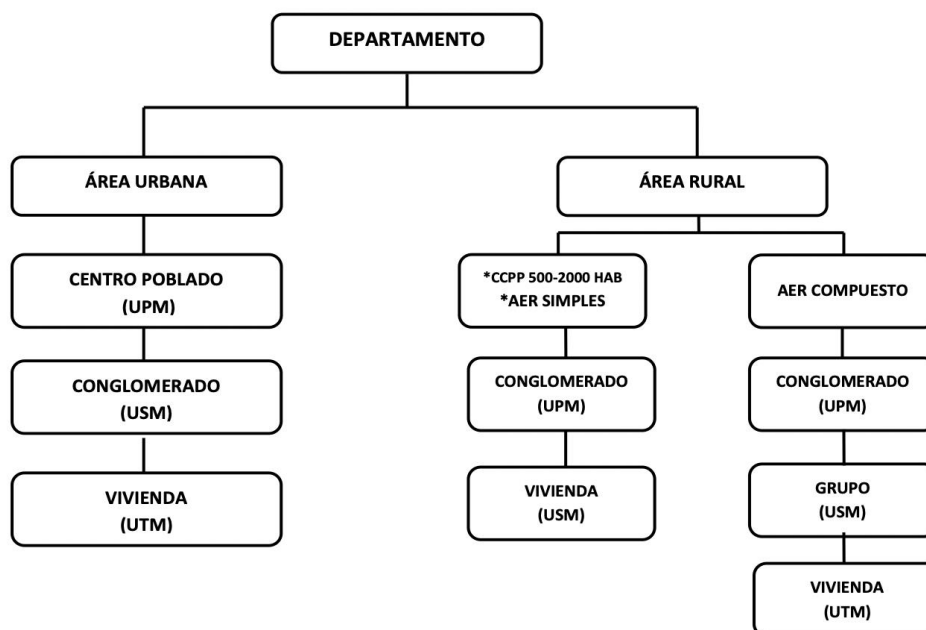 DEPARTAMENTO
ÁREA URBANA
CENTRO POBLADO
(UPM)
CONGLOMERADO
(USM)
VIVIENDA
(UTM)
ÁREA RURAL
*CCPP 500-2000 HAB
*AER SIMPLES
CONGLOMERADO
(UPM)
VIVIENDA
(USM)
AER COMPUESTO
CONGLOMERADO
(UPM)
GRUPO
(USM)
VIVIENDA
(UTM)